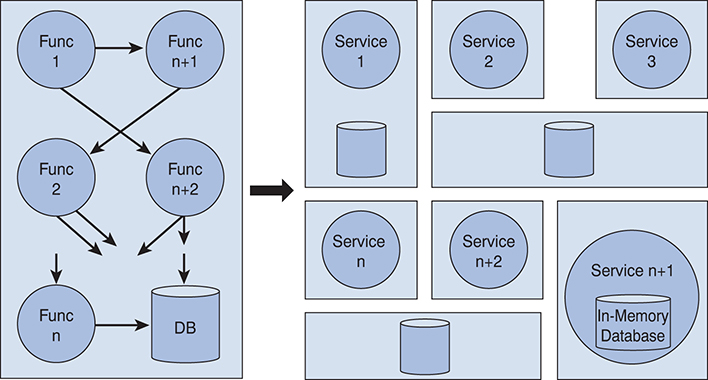 Func
1
Func
n+1
Func
2
Func
n+2
Func
n
DB
Service
1
Service
2
Service
3
Service
n
Service
n+2
Service n+1
In-Memory
Database